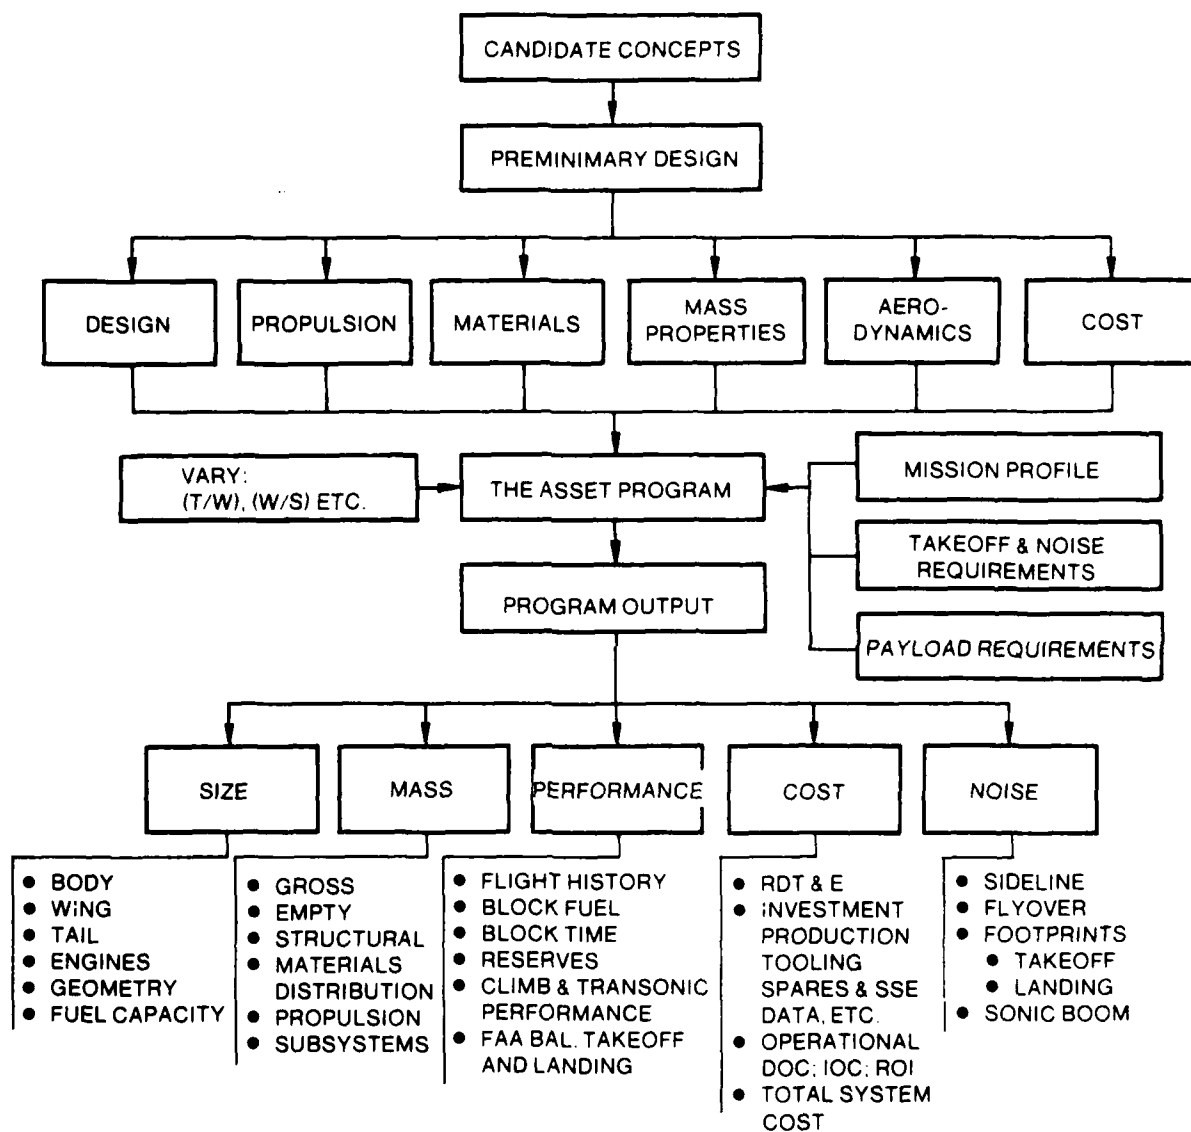 CANDIDATE CONCEPTS
PREMINIMARY DESIGN
DESIGN
PROPULSION
MATERIALS
MASS
PROPERTIES
AERO-
DYNAMICS
COST
VARY:
(T/W), (W/S) ETC.
THE ASSET PROGRAM
MISSION PROFILE
TAKEOFF & NOISE
REQUIREMENTS
PAYLOAD REQUIREMENTS
PROGRAM OUTPUT
SIZE
MASS
PERFORMANCE
COST
NOISE
● BODY
● WING
● TAIL
● ENGINES
● GEOMETRY
● FUEL CAPACITY
● GROSS
● EMPTY
● STRUCTURAL
● MATERIALS
DISTRIBUTION
● PROPULSION
● SUBSYSTEMS
● FLIGHT HISTORY
● BLOCK FUEL
● BLOCK TIME
● RESERVES
● CLIMB & TRANSONIC
PERFORMANCE
● FAA BAL. TAKEOFF
AND LANDING
● RDT & E
● INVESTMENT
PRODUCTION
TOOLING
SPARES & SSE
DATA, ETC.
● OPERATIONAL
DOC; IOC; ROI
● TOTAL SYSTEM
COST
● SIDELINE
● FLYOVER
● FOOTPRINTS
● TAKEOFF
● LANDING
● SONIC BOOM